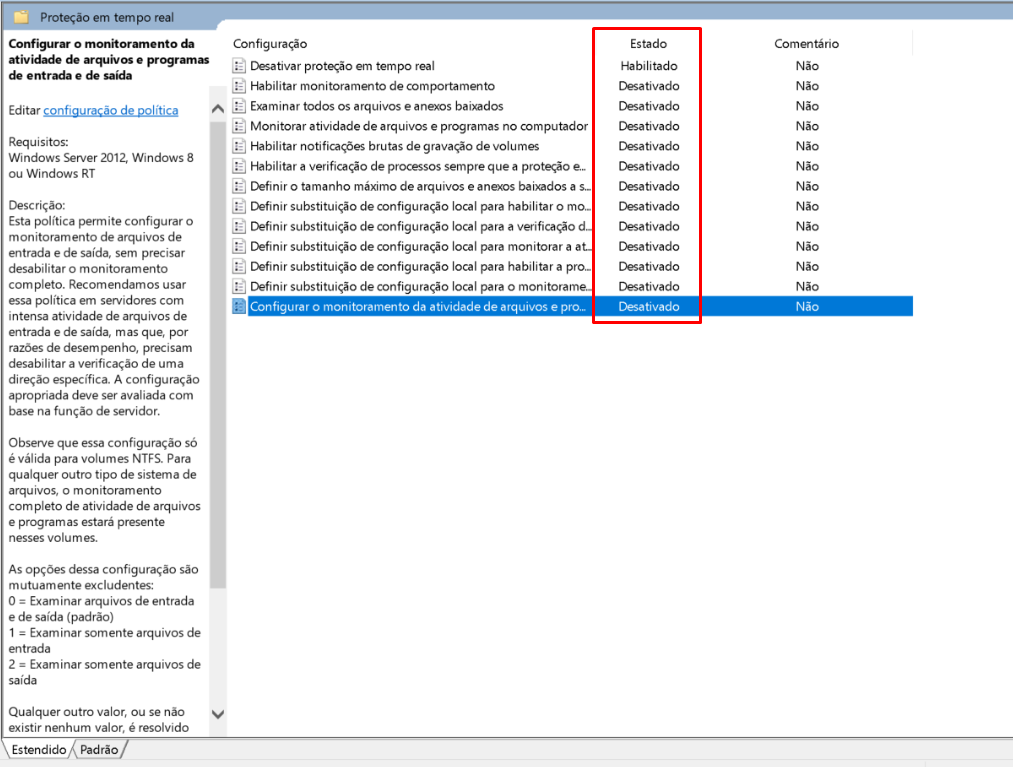 Proteção em tempo real
Configurar o monitoramento da
atividade de arquivos e programas
de entrada e de saída
Editar configuração de política
Requisitos:
Windows Server 2012, Windows 8
ou Windows RT
Descrição:
Esta política permite configurar o
monitoramento de arquivos de
entrada e de saída, sem precisar
desabilitar o monitoramento
completo. Recomendamos usar
essa política em servidores com
intensa atividade de arquivos de
entrada e de saída, mas que, por
razões de desempenho, precisam
desabilitar a verificação de uma
direção específica. A configuração
apropriada deve ser avaliada com
base na função de servidor.
Observe que essa configuração só
é válida para volumes NTFS. Para
qualquer outro tipo de sistema de
arquivos, o monitoramento
completo de atividade de arquivos
e programas estará presente
nesses volumes.
As opções dessa configuração são
mutuamente excludentes:
0 = Examinar arquivos de entrada
e de saída (padrão)
1 = Examinar somente arquivos de
entrada
2 = Examinar somente arquivos de
saída
Qualquer outro valor, ou se não
existir nenhum valor, é resolvido
Configuração Estado Comentário
Desativar proteção em tempo real Habilitado Não
Habilitar monitoramento de comportamento Desativado Não
Examinar todos os arquivos e anexos baixados Desativado Não
Monitorar atividade de arquivos e programas no computador Desativado Não
Habilitar notificações brutas de gravação de volumes Desativado Não
Habilitar a verificação de processos sempre que a proteção e... Desativado Não
Definir o tamanho máximo de arquivos e anexos baixados a s... Desativado Não
Definir substituição de configuração local para habilitar o mo... Desativado Não
Definir substituição de configuração local para a verificação d... Desativado Não
Definir substituição de configuração local para monitorar a at... Desativado Não
Definir substituição de configuração local para habilitar a pro... Desativado Não
Definir substituição de configuração local para o monitorame... Desativado Não
Configurar o monitoramento da atividade de arquivos e pro... Desativado Não
Estendido Padrão